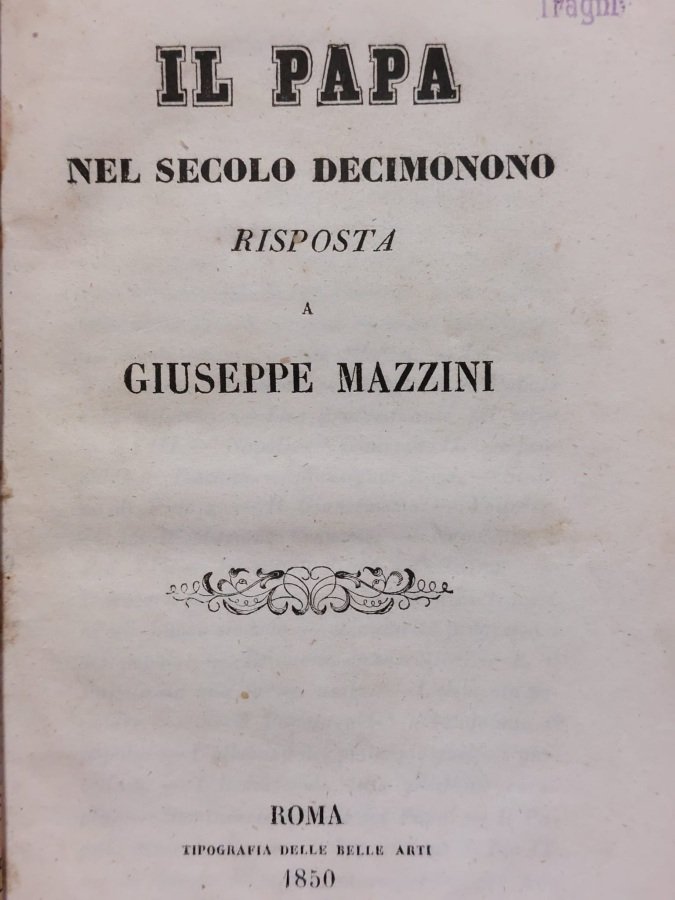 IL PAPA
NEL SECOLO DECIMONONO
RISPOSTA
A
GIUSEPPE MAZZINI
ROMA
TIPOGRAFIA DELLE BELLE ARTI
1850